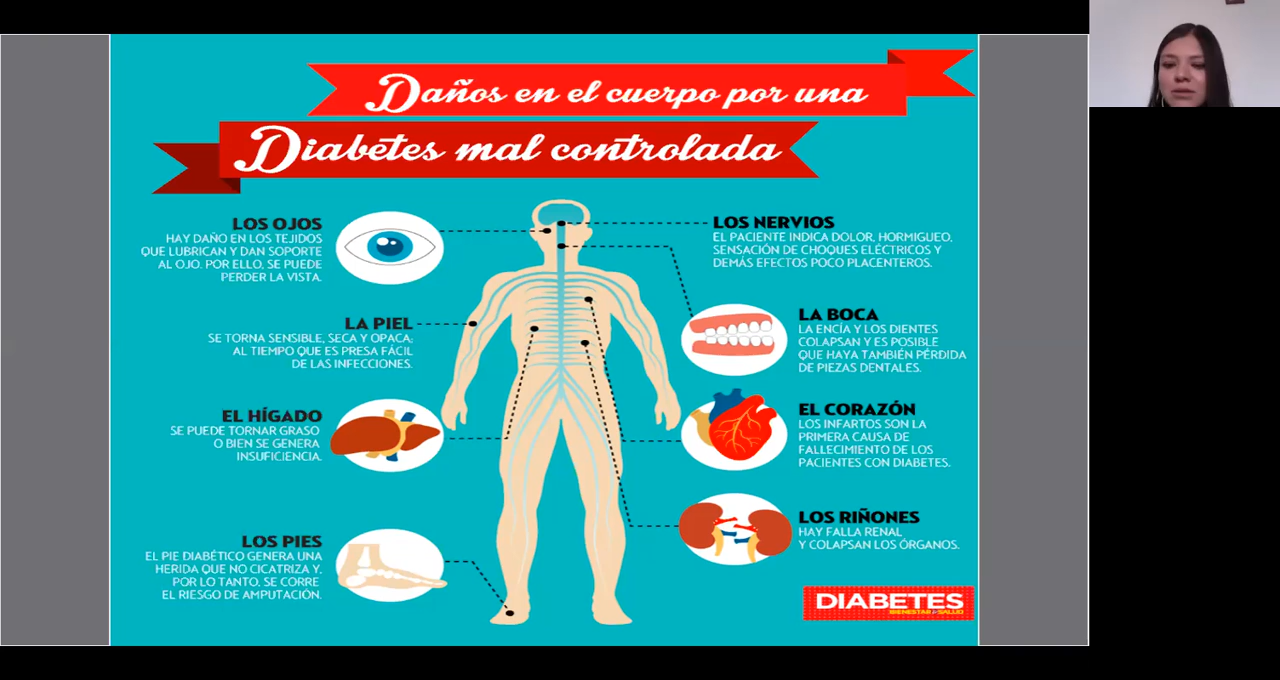 Daños en el cuerpo por una
Diabetes mal controlada
LOS OJOS
HAY DAÑO EN LOS TEJIDOS
QUE LUBRICAN Y DAN SOPORTE
AL OJO. POR ELLO, SE PUEDE
PERDER LA VISTA.
LA PIEL
SE TORNA SENSIBLE, SECA Y OPACA;
AL TIEMPO QUE ES PRESA FÁCIL
DE LAS INFECCIONES.
EL HÍGADO
SE PUEDE TORNAR GRASO
O BIEN SE GENERA
INSUFICIENCIA.
LOS PIES
EL PIE DIABÉTICO GENERA UNA
HERIDA QUE NO CICATRIZA Y,
POR LO TANTO, SE CORRE
EL RIESGO DE AMPUTACIÓN.
LOS NERVIOS
EL PACIENTE INDICA DOLOR, HORMIGUEO,
SENSACIÓN DE CHOQUES ELÉCTRICOS Y
DEMÁS EFECTOS POCO PLACENTEROS.
LA BOCA
LA ENCÍA Y LOS DIENTES
COLAPSAN Y ES POSIBLE
QUE HAYA TAMBIÉN PÉRDIDA
DE PIEZAS DENTALES.
EL CORAZÓN
LOS INFARTOS SON LA
PRIMERA CAUSA DE
FALLECIMIENTO DE LOS
PACIENTES CON DIABETES.
LOS RIÑONES
HAY FALLA RENAL
Y COLAPSAN LOS ÓRGANOS.
DIABETES
BIENESTAR & SALUD